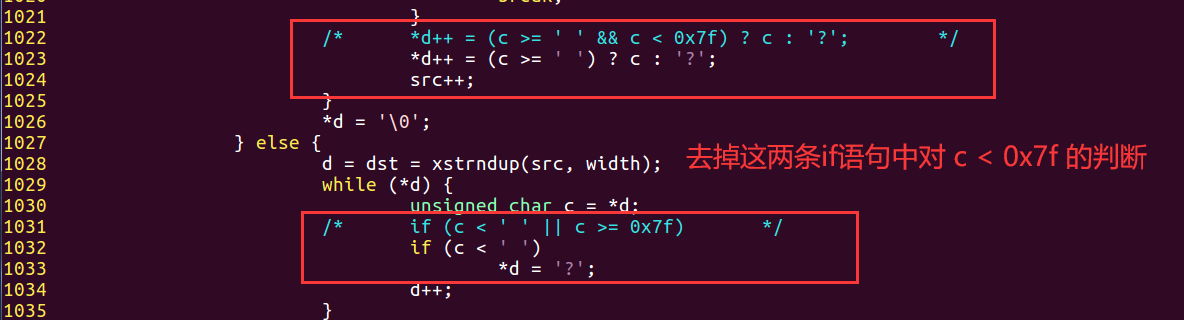 1020 break;
1021 }
1022 /* *d++ = (c >= ' ' && c < 0x7f) ? c : '?'; */
1023 *d++ = (c >= ' ') ? c : '?';
1024 src++;
1025 }
1026 *d = '\0';
1027 } else {
1028 d = dst = xstrndup(src, width);
去掉这两条if语句中对 c < 0x7f 的判断
1029 while (*d) {
1030 unsigned char c = *d;
1031 /* if (c < ' ' || c >= 0x7f) */
1032 if (c < ' ')
1033 *d = '?';
1034 d++;
1035 }